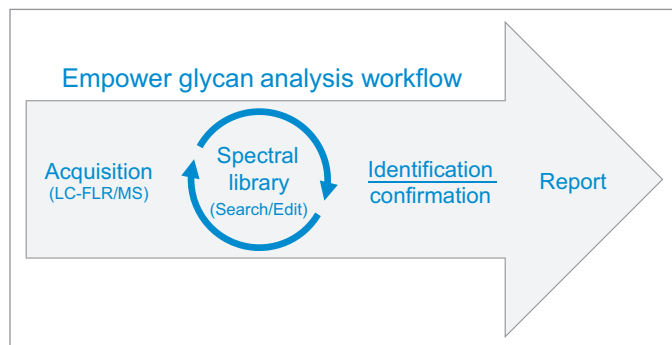 Empower glycan analysis workflow
Acquisition
(LC-FLR/MS)
Spectral
library
(Search/Edit)
Identification
confirmation
Report